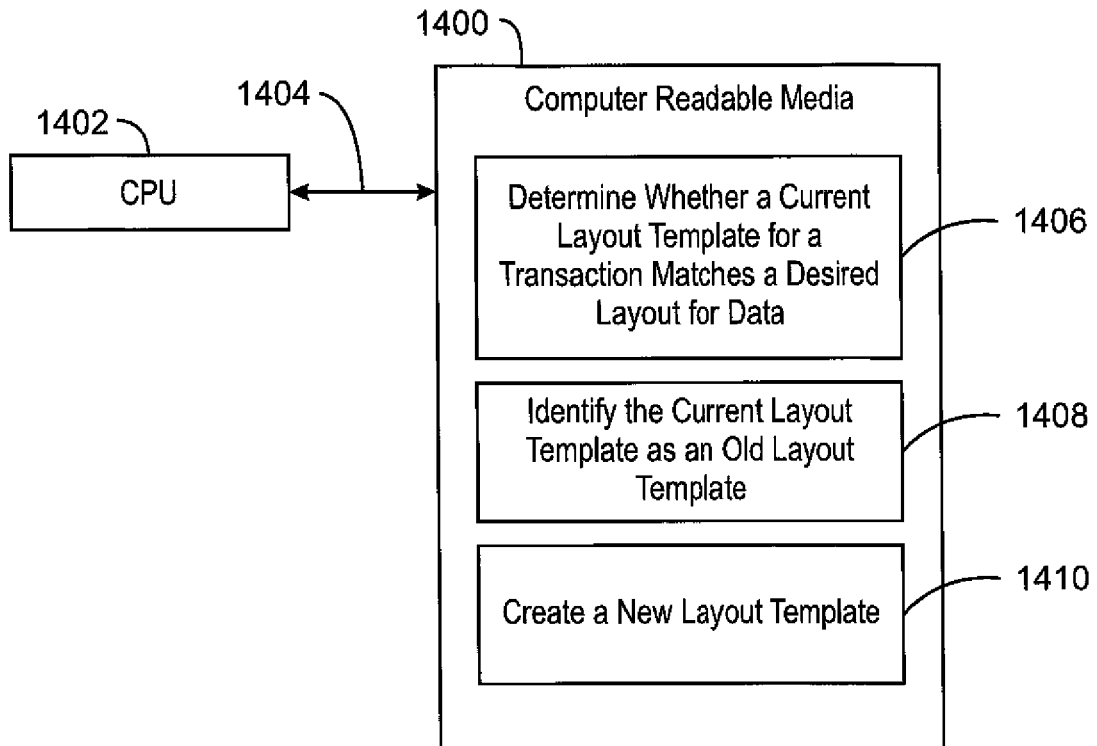 1400
Computer Readable Media
1404
1402
CPU
Determine Whether a Current
Layout Template for a
Transaction Matches a Desired
Layout for Data
1406
Identify the Current Layout
Template as an Old Layout
Template
1408
Create a New Layout Template
1410